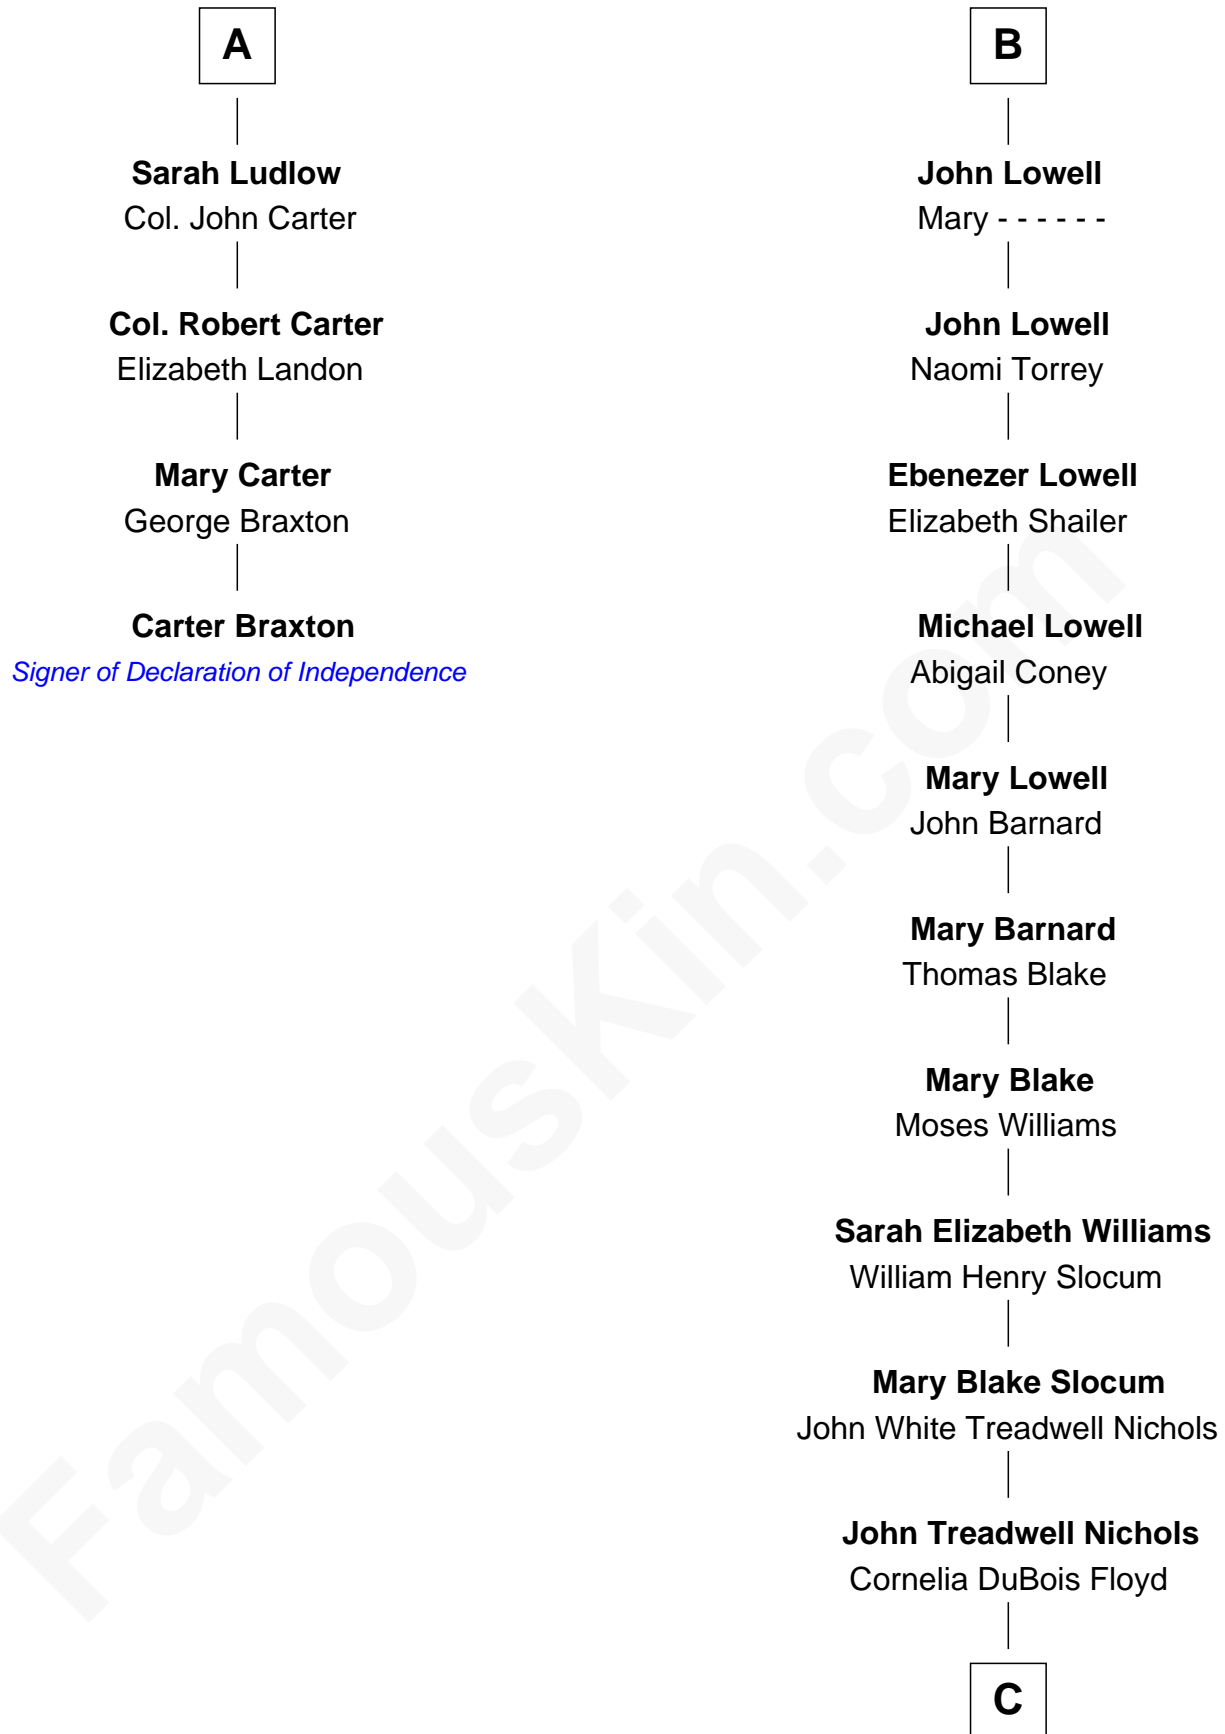 A
Sarah Ludlow
Col. John Carter
Col. Robert Carter
Elizabeth Landon
Mary Carter
George Braxton
Carter Braxton
Signer of Declaration of Independence
B
John Lowell
Mary - - - - - -
John Lowell
Naomi Torrey
Ebenezer Lowell
Elizabeth Shailer
Michael Lowell
Abigail Coney
Mary Lowell
John Barnard
Mary Barnard
Thomas Blake
Mary Blake
Moses Williams
Sarah Elizabeth Williams
William Henry Slocum
Mary Blake Slocum
John White Treadwell Nichols
John Treadwell Nichols
Cornelia DuBois Floyd
C
FamousKin.com